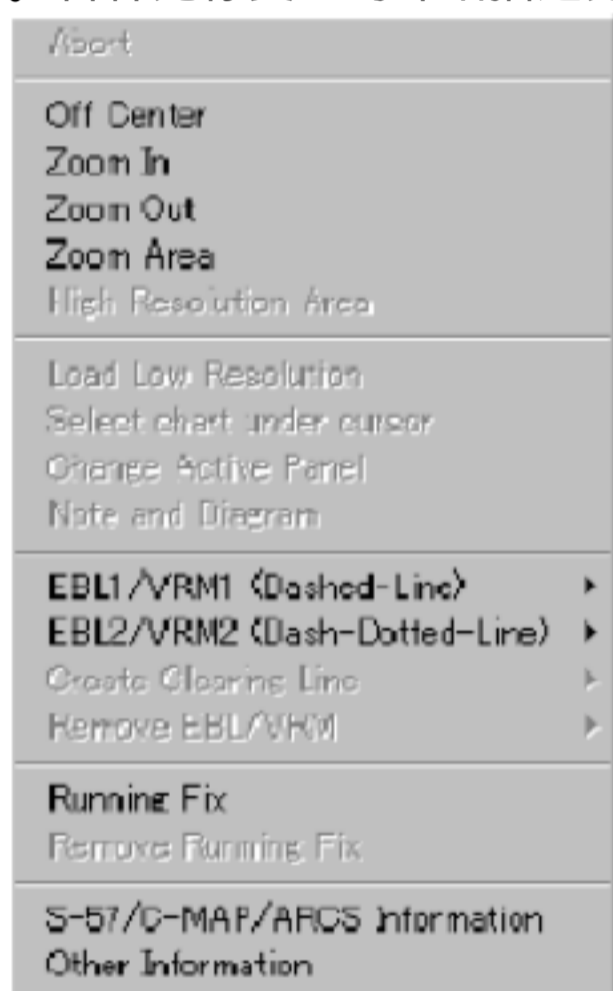 Abort
Off Center
Zoom In
Zoom Out
Zoom Area
High Resolution Area
Load Low Resolution
Select chart under cursor
Change Active Panel
Note and Diagram
EBL1/VRM1 (Dashed-Line)
EBL2/VRM2 (Dash-Dotted-Line)
Create Clearing Line
Remove EBL/VRM
Running Fix
Remove Running Fix
S-57/C-MAP/ARCS Information
Other Information